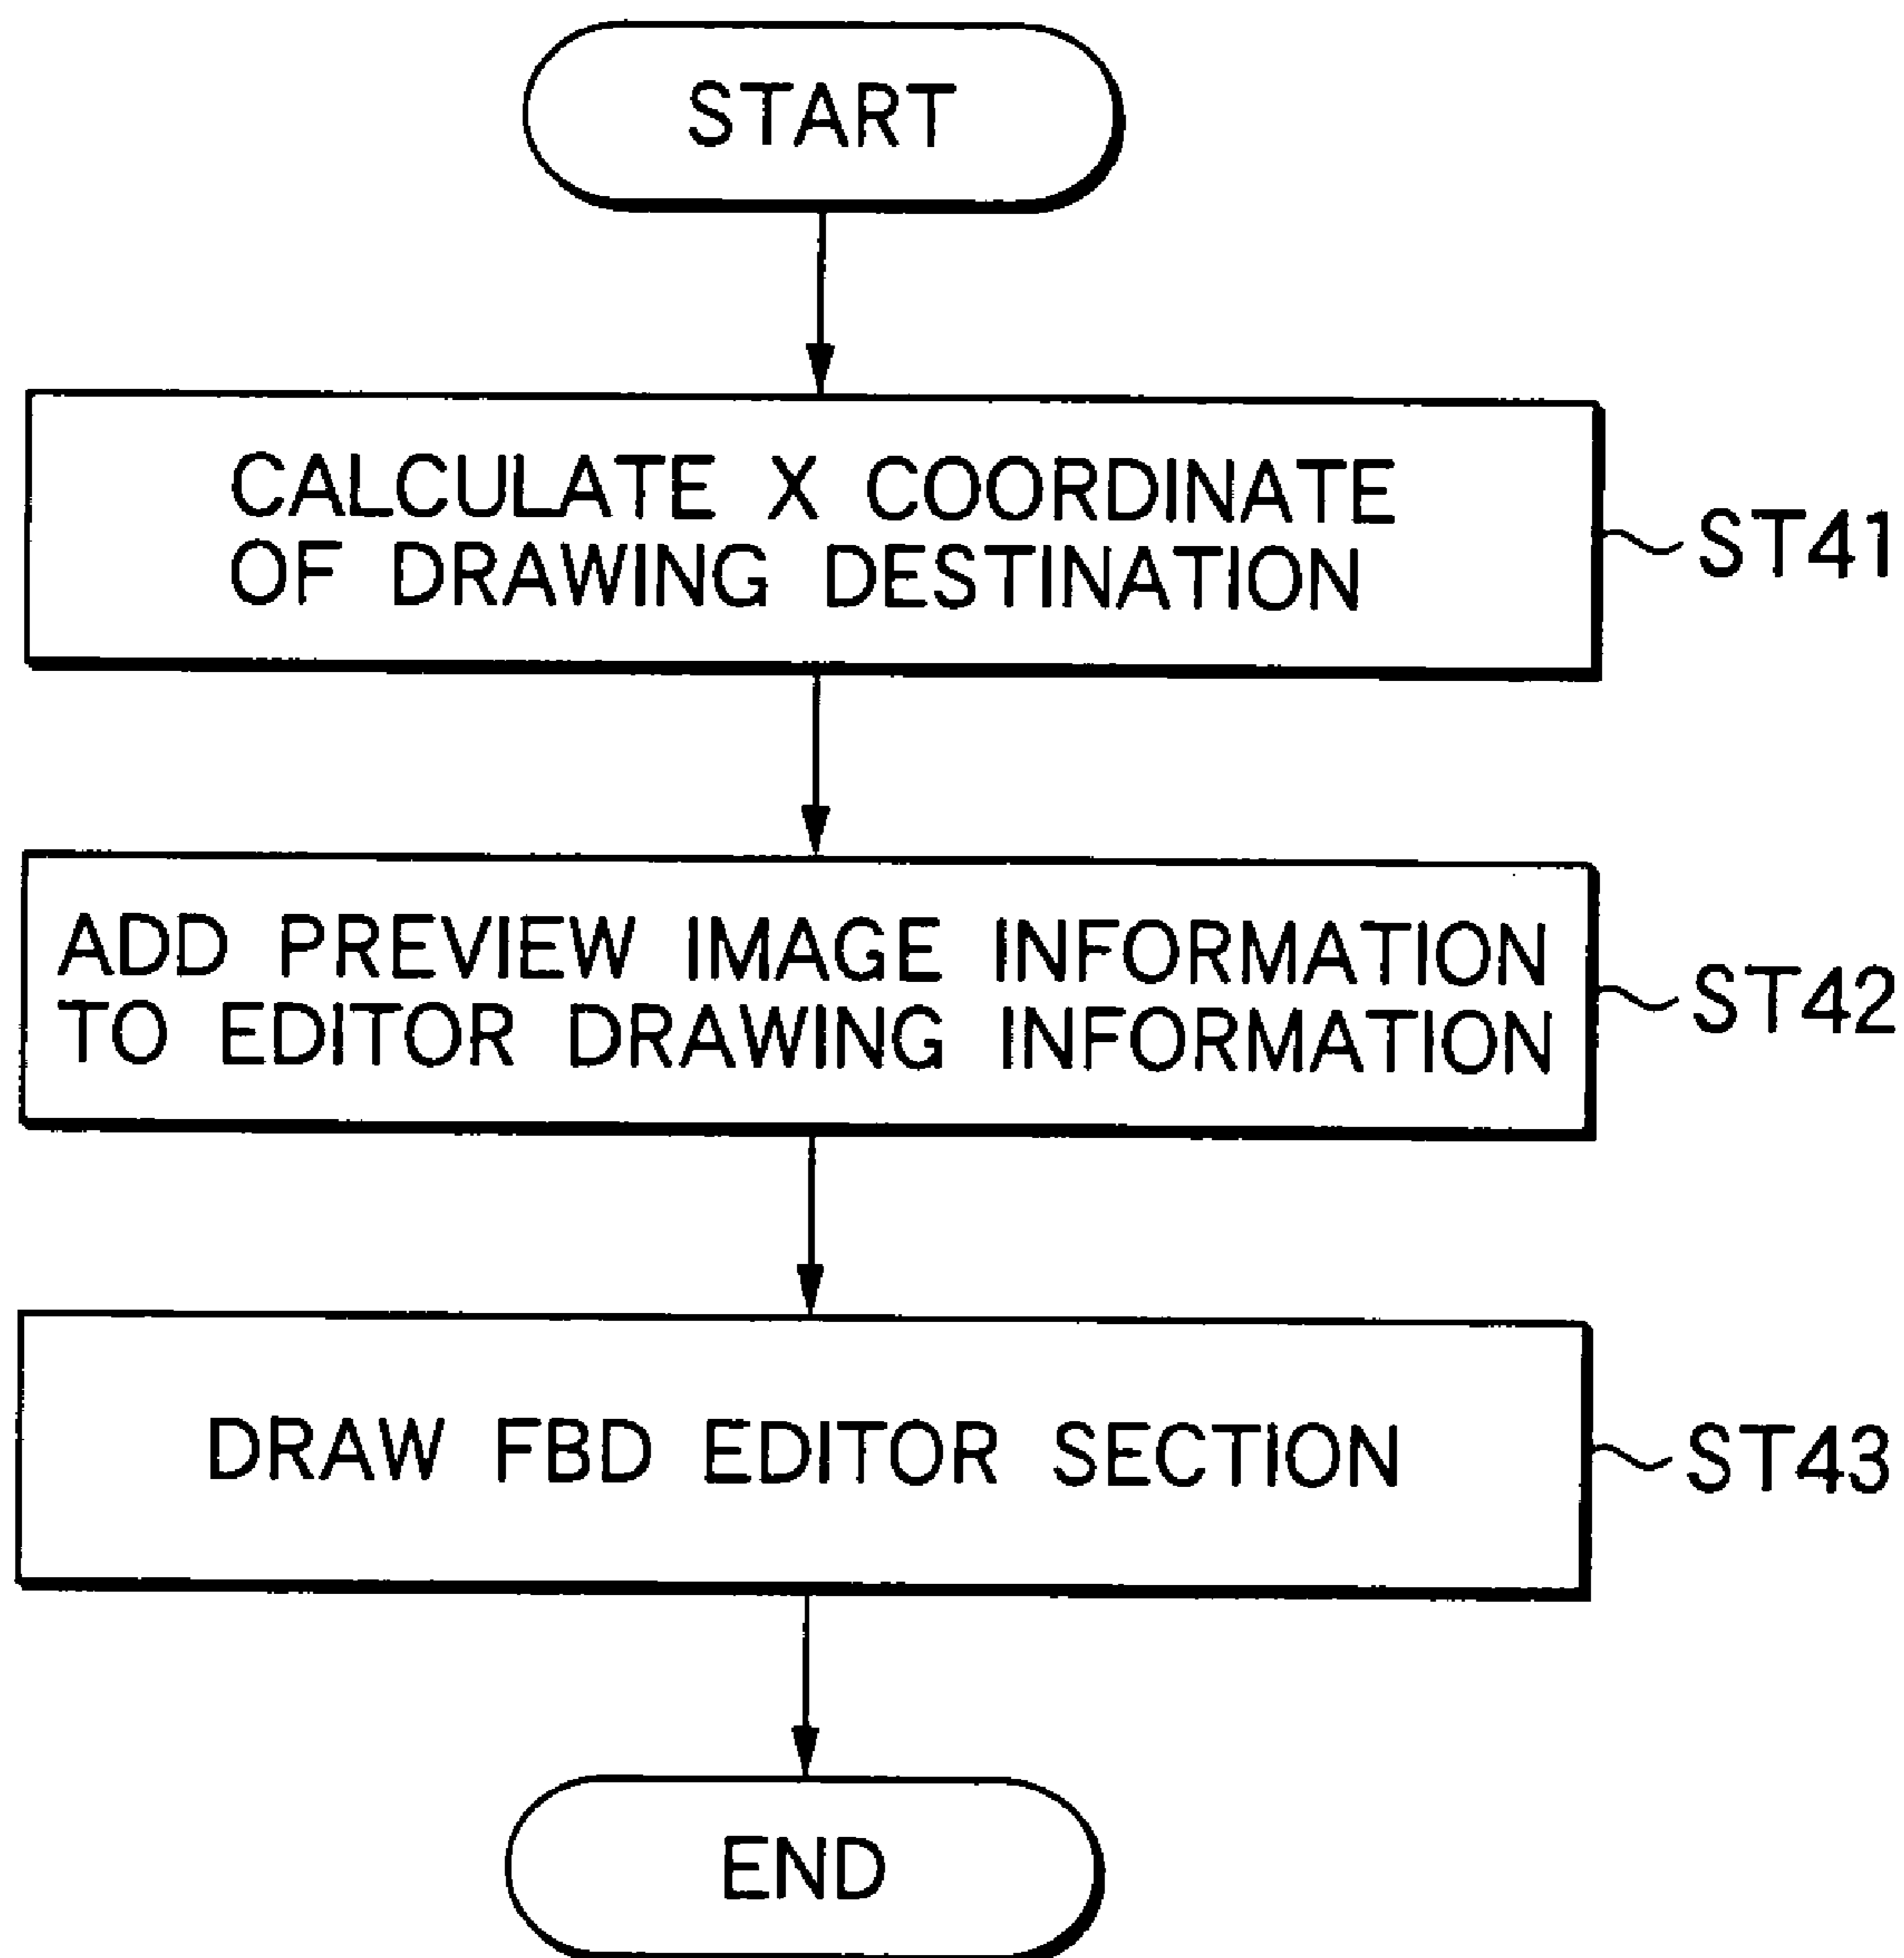 START
CALCULATE X COORDINATE
OF DRAWING DESTINATION
ST41
ADD PREVIEW IMAGE INFORMATION
TO EDITOR DRAWING INFORMATION
ST42
DRAW FBD EDITOR SECTION
ST43
END